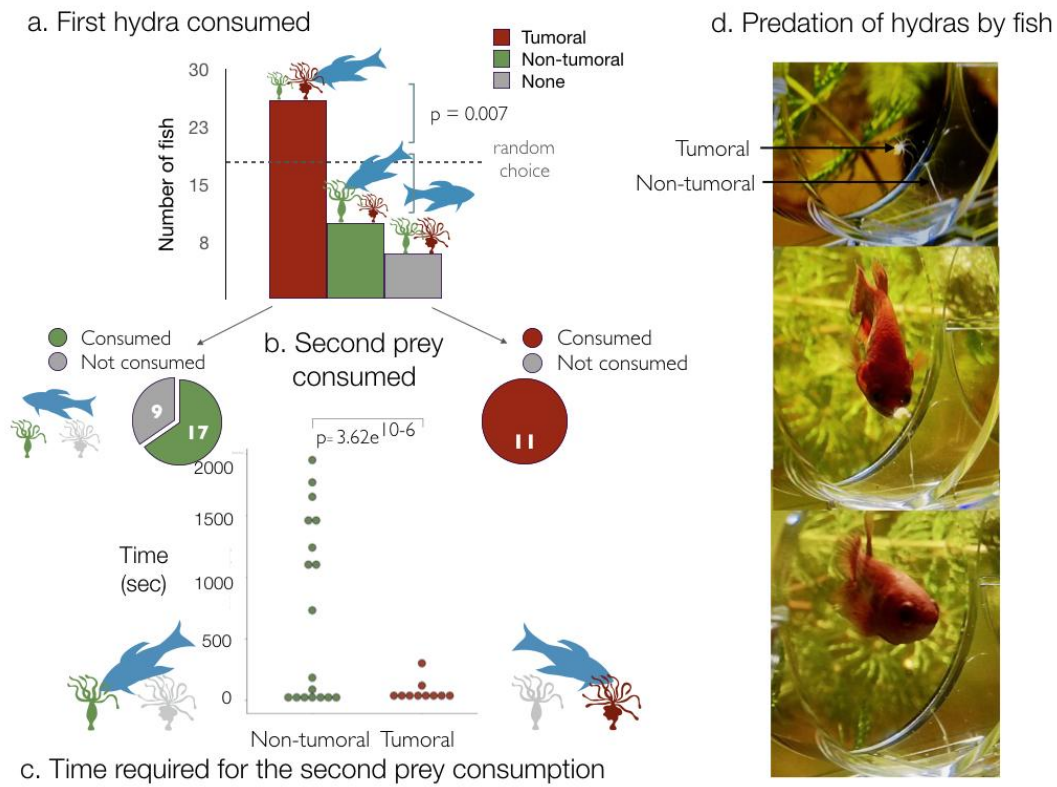 a. First hydra consumed
d. Predation of hydras by fish
Tumoral
Non-tumoral
None
30
23
15
8
Number of fish
p = 0.007
random
choice
Tumoral
Non-tumoral
Consumed
Not consumed
b. Second prey
consumed
Consumed
Not consumed
9
17
11
p= 3.62e10-6
2000
1500
1000
500
0
Time
(sec)
Non-tumoral
Tumoral
c. Time required for the second prey consumption